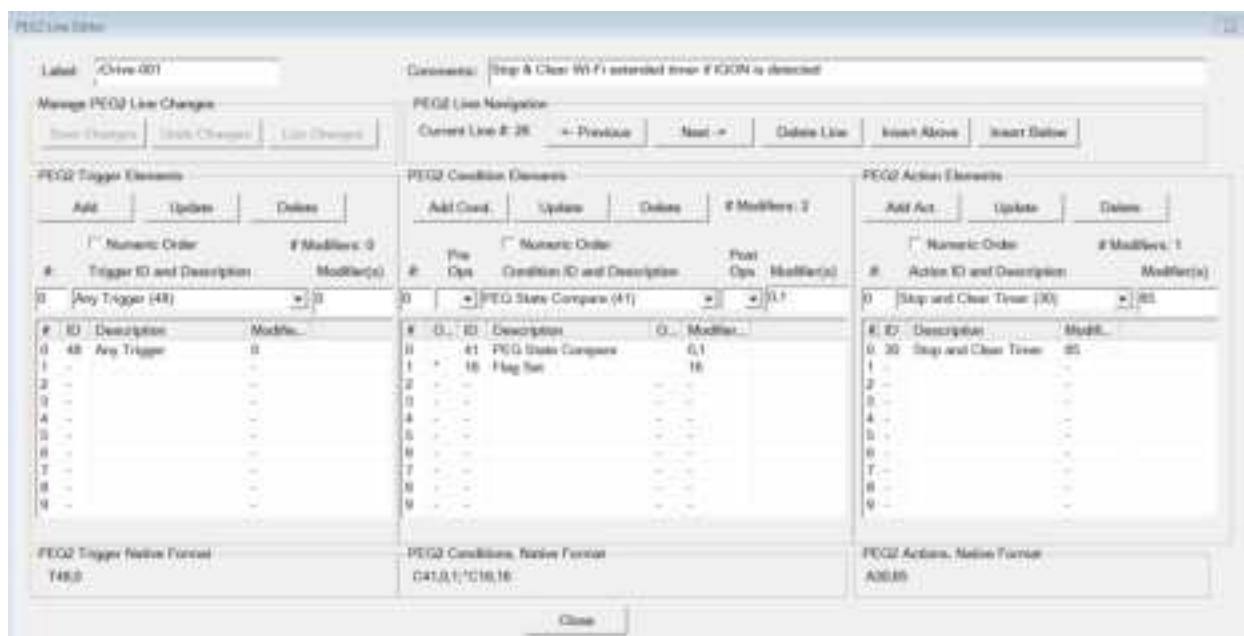 PEG2 Line Editor
Label: /Drive-001
Comments: Stop & Clear Wi-Fi extended timer if IGON is detected
Manage PEG2 Line Changes
Save Changes Undo Changes List Changes
PEG2 Line Navigation
Current Line #: 26 <- Previous Next -> Delete Line Insert Above Insert Below
PEG2 Trigger Elements
Add Update Delete
Numeric Order # Modifiers: 0
# Trigger ID and Description Modifier(s)
0 Any Trigger (48) 0
# ID Description Modifie...
0 48 Any Trigger 0
1 - -
2 - -
3 - -
4 - -
5 - -
6 - -
7 - -
8 - -
9 - -
PEG2 Condition Elements
Add Cond. Update Delete # Modifiers: 2
Numeric Order
# Pre Ops Condition ID and Description Post Ops Modifier(s)
0 PEG State Compare (41) 0,1
# O... ID Description O... Modifier...
0 41 PEG State Compare 0,1
1 * 16 Flag Set 16
2 - - - -
3 - - - -
4 - - - -
5 - - - -
6 - - - -
7 - - - -
8 - - - -
9 - - - -
PEG2 Action Elements
Add Act. Update Delete
Numeric Order # Modifiers: 1
# Action ID and Description Modifier(s)
0 Stop and Clear Timer (30) 85
# ID Description Modifi...
0 30 Stop and Clear Timer 85
1 - -
2 - -
3 - -
4 - -
5 - -
6 - -
7 - -
8 - -
9 - -
PEG2 Trigger Native Format
T48,0
PEG2 Conditions, Native Format
C41,0,1;*C16,16
PEG2 Actions, Native Format
A30,85
Close